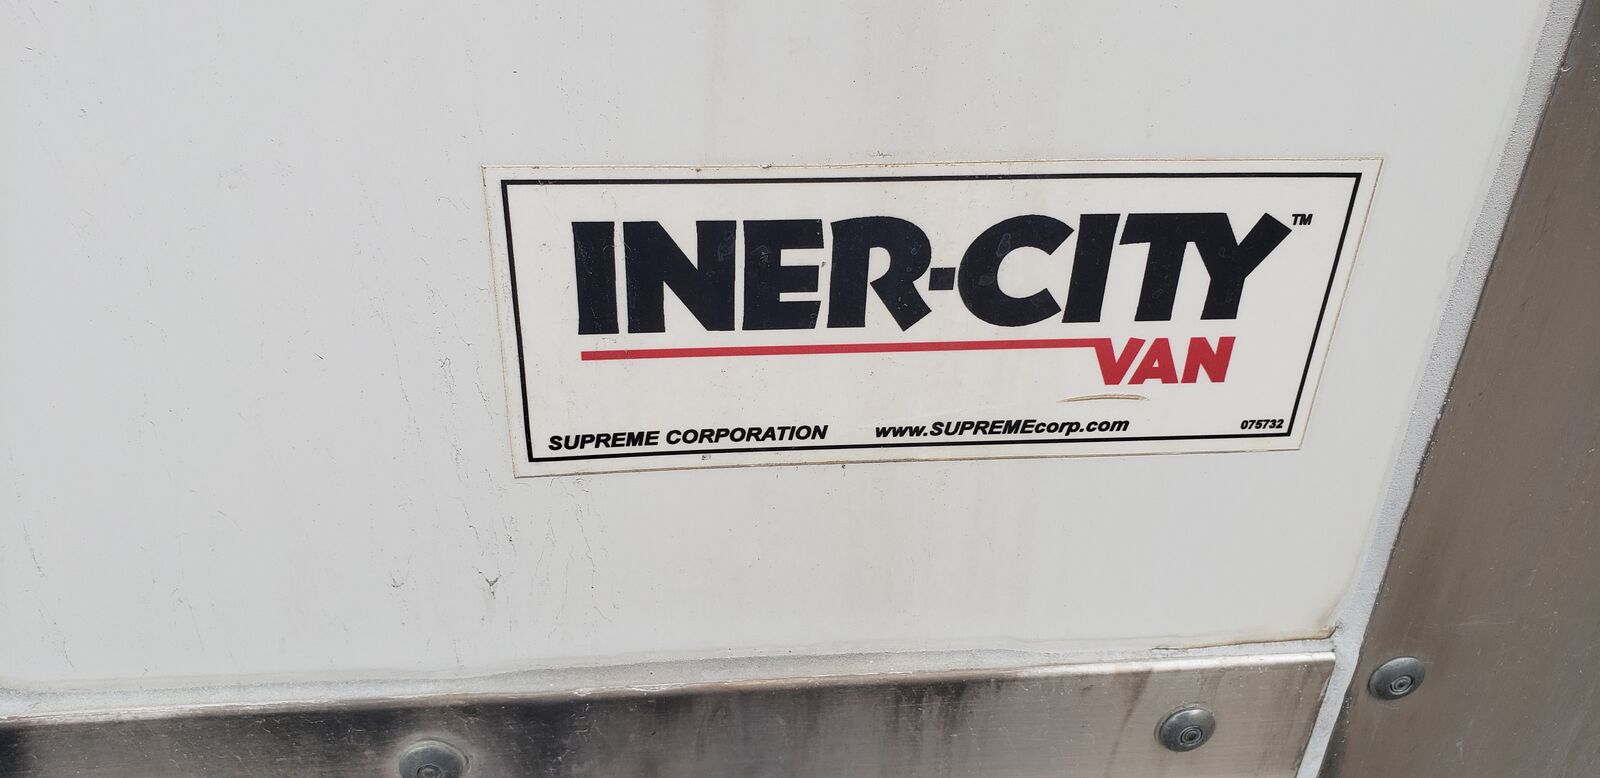 INER-CITY™
VAN
SUPREME CORPORATION www.SUPREMEcorp.com 075732